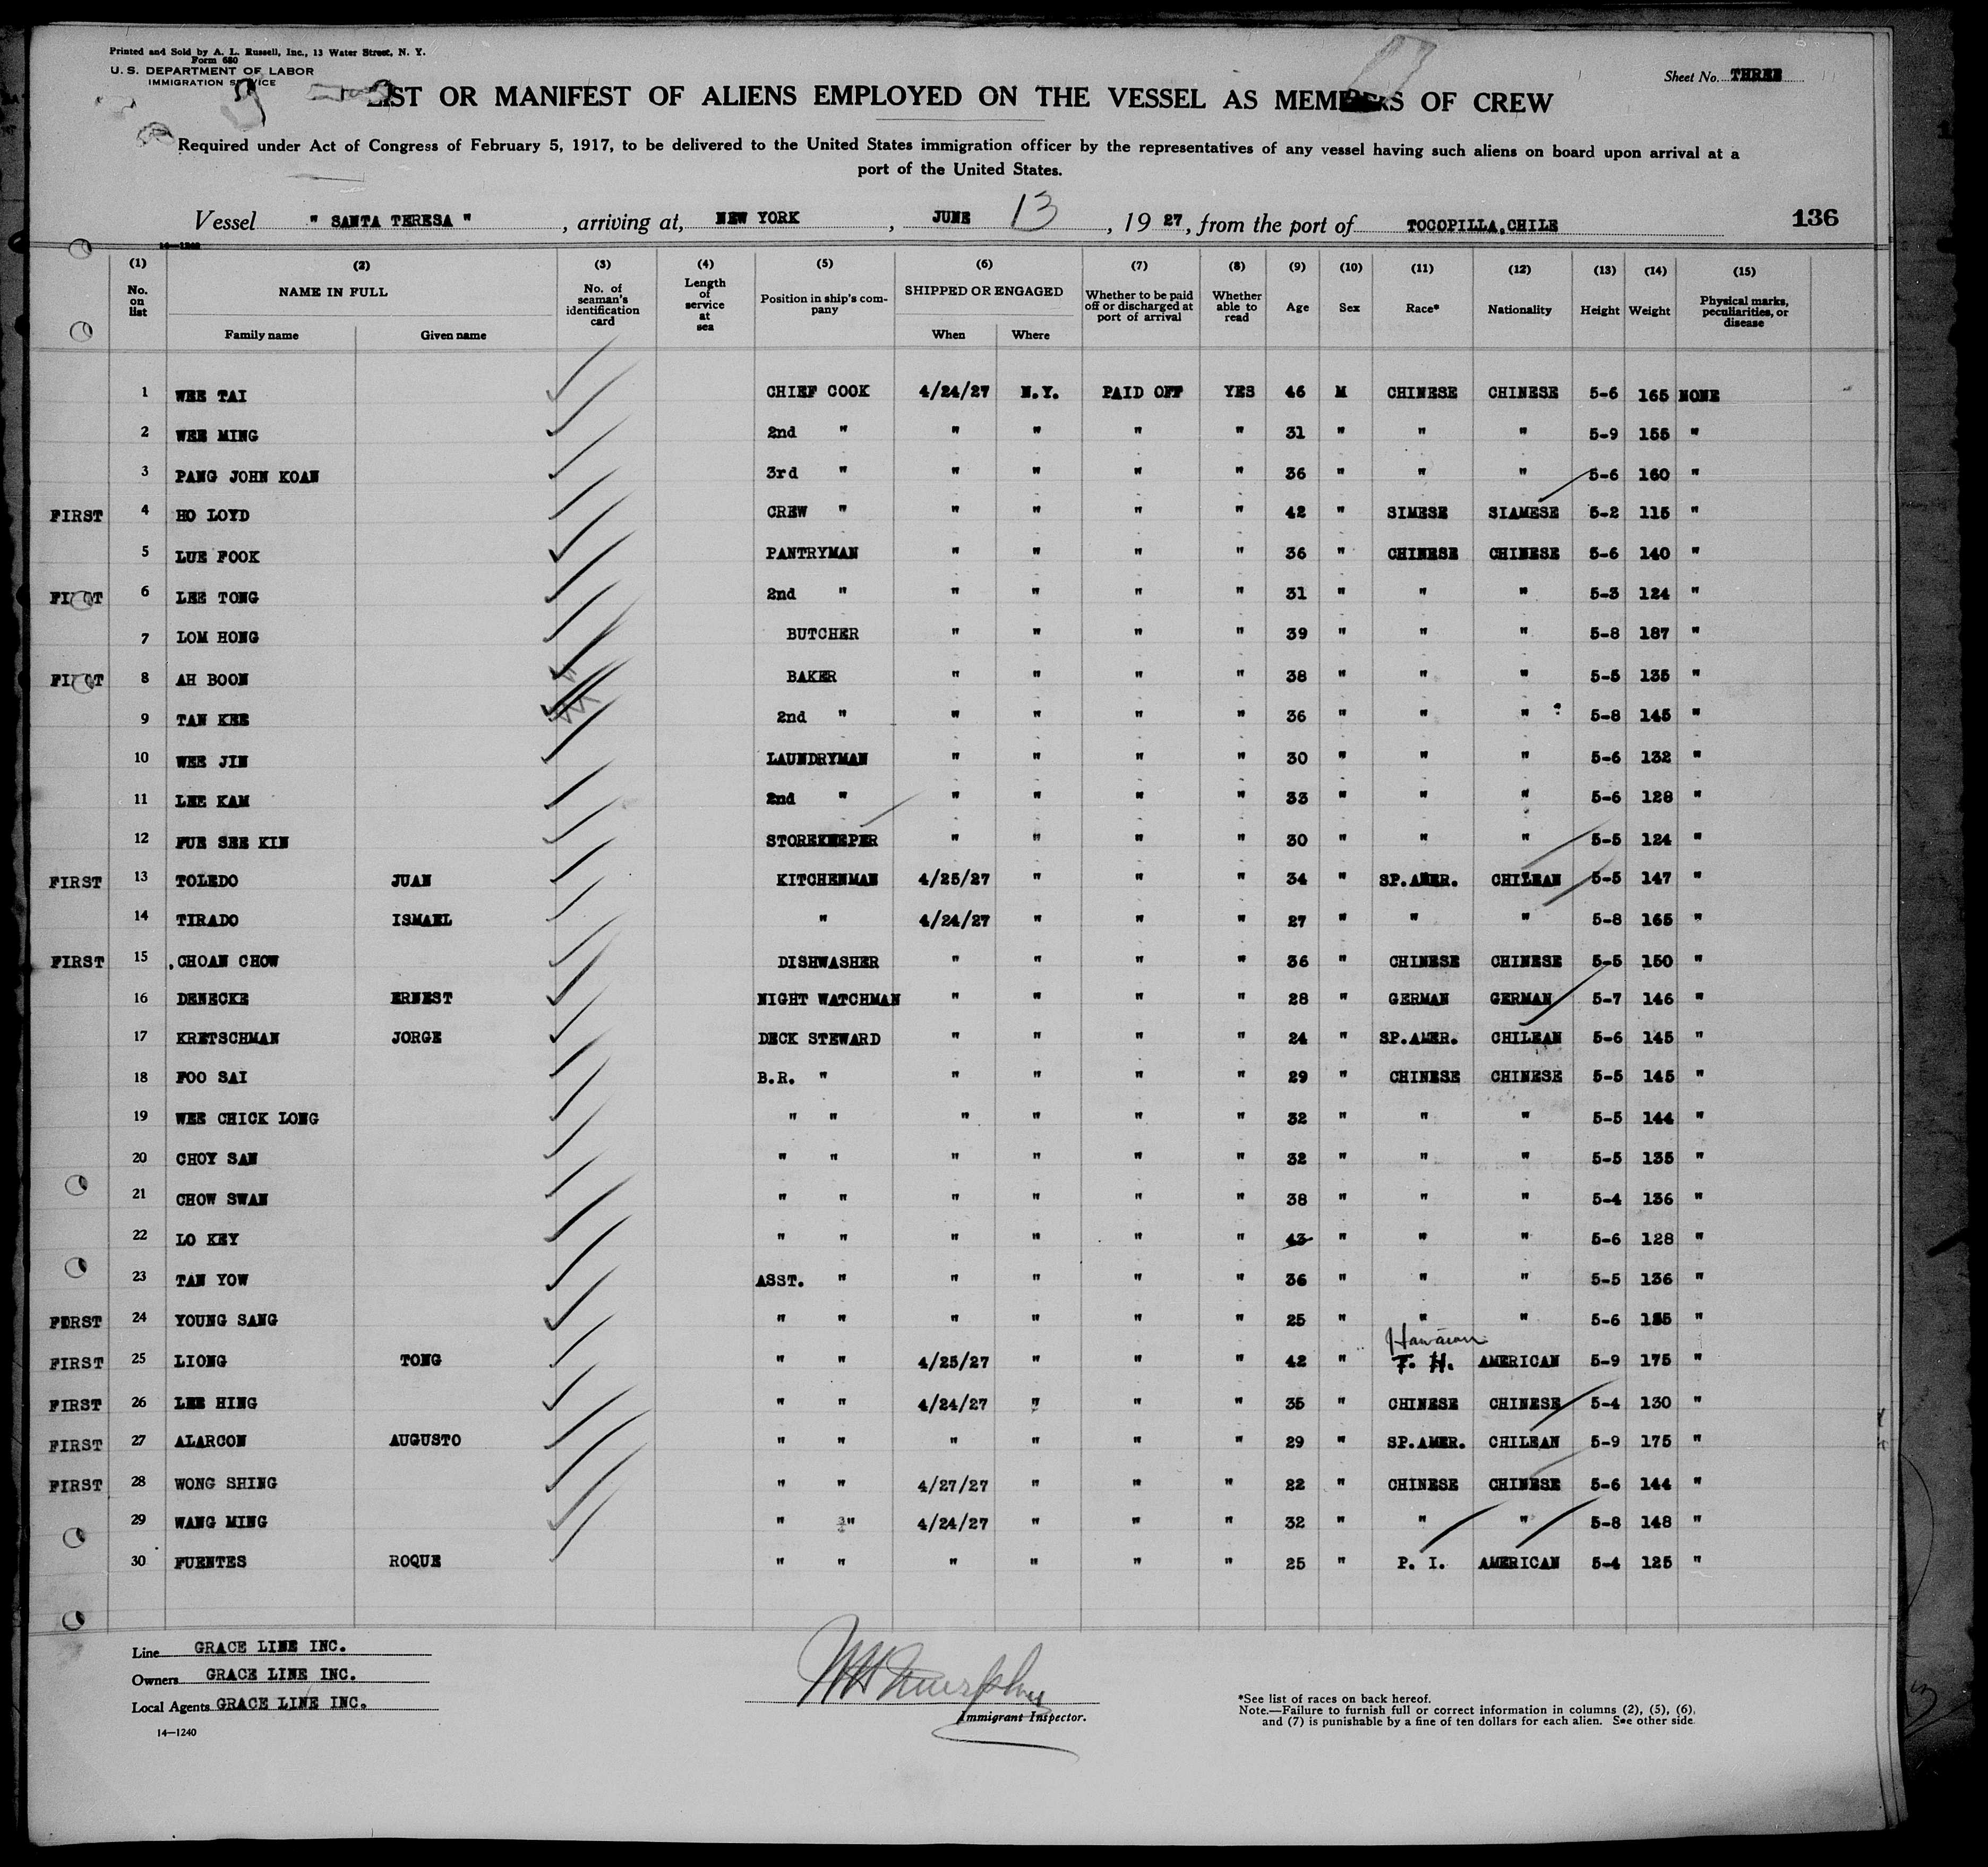 Printed and Sold by A. L. Russell, Inc., 13 Water Street, N. Y.
Form 680
U. S. DEPARTMENT OF LABOR
IMMIGRATION SERVICE
Sheet No. THREE
LIST OR MANIFEST OF ALIENS EMPLOYED ON THE VESSEL AS MEMBERS OF CREW
Required under Act of Congress of February 5, 1917, to be delivered to the United States immigration officer by the representatives of any vessel having such aliens on board upon arrival at a
port of the United States.
Vessel " SANTA TERESA ", arriving at, NEW YORK, JUNE 13, 1927, from the port of TOCOPILLA, CHILE 136
14—1240
(1) (2) (3) (4) (5) (6) (7) (8) (9) (10) (11) (12) (13) (14) (15)
No. on list NAME IN FULL Family name Given name No. of seaman's identification card Length of service at sea Position in ship's company SHIPPED OR ENGAGED When Where Whether to be paid off or discharged at port of arrival Whether able to read Age Sex Race* Nationality Height Weight Physical marks, peculiarities, or disease
1 WEE TAI CHIEF COOK 4/24/27 N.Y. PAID OFF YES 46 M CHINESE CHINESE 5-6 165 NONE
2 WEE MING 2nd " " " " " 31 " " " 5-9 155 "
3 PANG JOHN KOAN 3rd " " " " " 36 " " " 5-6 160 "
FIRST 4 HO LOYD CREW " " " " " 42 " SIMESE SIAMESE 5-2 115 "
5 LUE FOOK PANTRYMAN " " " " 36 " CHINESE CHINESE 5-6 140 "
FIRST 6 LEE TONG 2nd " " " " " 31 " " " 5-3 124 "
7 LOM HONG BUTCHER " " " " 39 " " " 5-8 187 "
FIRST 8 AH BOON BAKER " " " " 38 " " " 5-5 135 "
9 TAN KEE 2nd " " " " " 36 " " " 5-8 145 "
10 WEE JIN LAUNDRYMAN " " " " 30 " " " 5-6 132 "
11 LEE KAM 2nd " " " " " 33 " " " 5-6 128 "
12 FUE SEE KIN STOREKEEPER " " " " 30 " " " 5-5 124 "
FIRST 13 TOLEDO JUAN KITCHENMAN 4/25/27 " " " 34 " SP.AMER. CHILEAN 5-5 147 "
14 TIRADO ISMAEL " 4/24/27 " " " 27 " " " 5-8 165 "
FIRST 15 CHOAN CHOW DISHWASHER " " " " 36 " CHINESE CHINESE 5-5 150 "
16 DENECKE ERNEST NIGHT WATCHMAN " " " " 28 " GERMAN GERMAN 5-7 146 "
17 KRETSCHMAN JORGE DECK STEWARD " " " " 24 " SP.AMER. CHILEAN 5-6 145 "
18 FOO SAI B.R. " " " " " 29 " CHINESE CHINESE 5-5 145 "
19 WEE CHICK LONG " " " " " " 32 " " " 5-5 144 "
20 CHOY SAN " " " " " " 32 " " " 5-5 135 "
21 CHOW SWAN " " " " " " 38 " " " 5-4 136 "
22 LO KEY " " " " " " 43 " " " 5-6 128 "
23 TAN YOW ASST. " " " " " 36 " " " 5-5 136 "
FIRST 24 YOUNG SANG " " " " " " 25 " " " 5-6 "
FIRST 25 LIONG TONG " " 4/25/27 " " " 42 " Hawaiian T. H. AMERICAN 5-9 175 "
FIRST 26 LEE HING " " 4/24/27 " " " 35 " CHINESE CHINESE 5-4 130 "
FIRST 27 ALARCON AUGUSTO " " " " " " 29 " SP.AMER. CHILEAN 5-9 175 "
FIRST 28 WONG SHING " " 4/27/27 " " " 22 " CHINESE CHINESE 5-6 144 "
29 WANG MING " " 4/24/27 " " " 32 " " " 5-8 148 "
30 FUENTES ROQUE " " " " " " 25 " P. I. AMERICAN 5-4 125 "
Line GRACE LINE INC.
Owners GRACE LINE INC.
Local Agents GRACE LINE INC.
14—1240
Murphy
Immigrant Inspector.
*See list of races on back hereof.
Note.—Failure to furnish full or correct information in columns (2), (5), (6),
and (7) is punishable by a fine of ten dollars for each alien. See other side.